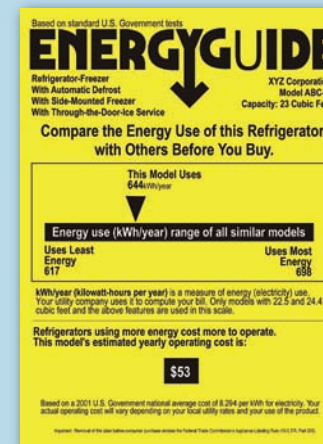 Based on standard U.S. Government tests
ENERGYGUIDE
Refrigerator-Freezer
With Automatic Defrost
With Side-Mounted Freezer
With Through-the-Door-Ice Service
XYZ Corporati
Model ABC-
Capacity: 23 Cubic Fe
Compare the Energy Use of this Refrigerator
with Others Before You Buy.
This Model Uses
644kWh/year
Energy use (kWh/year) range of all similar models
Uses Least
Energy
617
Uses Most
Energy
698
kWh/year (kilowatt-hours per year) is a measure of energy (electricity) use.
Your utility company uses it to compute your bill. Only models with 22.5 and 24.4
cubic feet and the above features are used in this scale.
Refrigerators using more energy cost more to operate.
This model's estimated yearly operating cost is:
$53
Based on a 2001 U.S. Government national average cost of 8.29¢ per kWh for electricity. Your
actual operating cost will vary depending on your local utility rates and your use of the product.